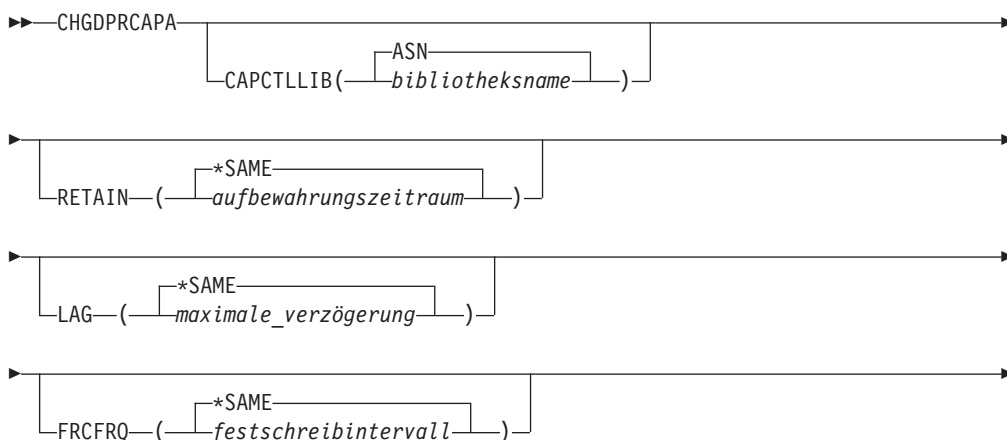 CHGDPRCAPA
ASN
CAPCTLLIB( bibliotheksname )
*SAME
RETAIN ( aufbewahrungszeitraum )
*SAME
LAG ( maximale_verzögerung )
*SAME
FRCFRQ ( festschreibintervall )